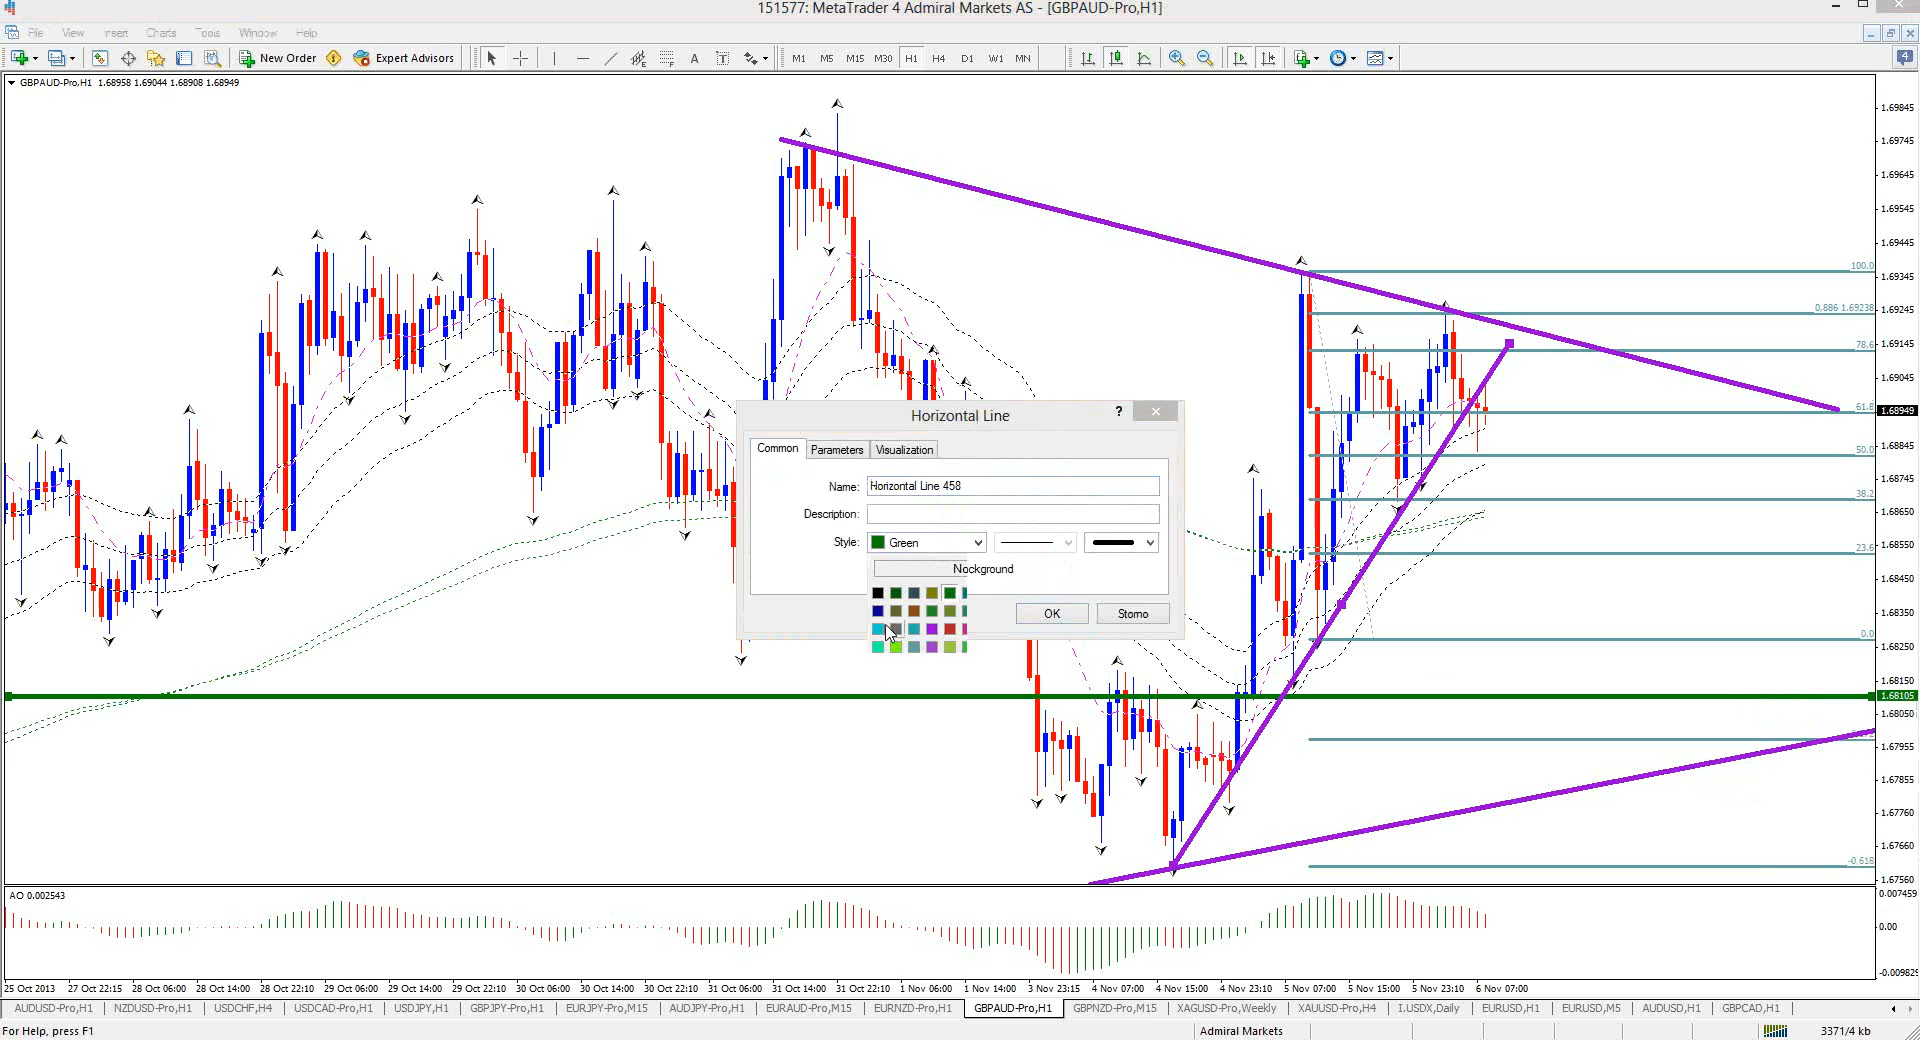 151577: MetaTrader 4 Admiral Markets AS - [GBPAUD-Pro,H1]
File View Insert Charts Tools Window Help
New Order Expert Advisors A T M1 M5 M15 M30 H1 H4 D1 W1 MN 4
GBPAUD-Pro,H1 1.68958 1.69044 1.68908 1.68949
1.69845
1.69745
1.69645
1.69545
1.69445
100.0
1.69345
0.886 1.69238
1.69245
78.6
1.69145
1.69045
61.8
1.68949
Horizontal Line ?
Common Parameters Visualization
50.0
1.68845
Name: Horizontal Line 458
1.68745
38.2
Description:
1.68650
Style: Green
23.6
1.68550
Background
1.68450
OK Storno
1.68350
0.0
1.68250
1.68150
1.68105
1.68050
1.67955
1.67855
1.67760
1.67660
-0.618
1.67560
AO 0.002543
0.007459
0.00
-0.009829
25 Oct 2013 27 Oct 22:15 28 Oct 06:00 28 Oct 14:00 28 Oct 22:10 29 Oct 06:00 29 Oct 14:00 29 Oct 22:10 30 Oct 06:00 30 Oct 14:00 30 Oct 22:10 31 Oct 06:00 31 Oct 14:00 31 Oct 22:10 1 Nov 06:00 1 Nov 14:00 3 Nov 23:15 4 Nov 07:00 4 Nov 15:00 4 Nov 23:10 5 Nov 07:00 5 Nov 15:00 5 Nov 23:10 6 Nov 07:00
AUDUSD-Pro,H1 NZDUSD-Pro,H1 USDCHF,H4 USDCAD-Pro,H1 USDJPY,H1 GBPJPY-Pro,H1 EURJPY-Pro,M15 AUDJPY-Pro,H1 EURAUD-Pro,M15 EURNZD-Pro,H1 GBPAUD-Pro,H1 GBPNZD-Pro,M15 XAGUSD-Pro,Weekly XAUUSD-Pro,H4 I.USDX,Daily EURUSD,H1 EURUSD,M5 AUDUSD,H1 GBPCAD,H1
For Help, press F1
Admiral Markets
3371/4 kb